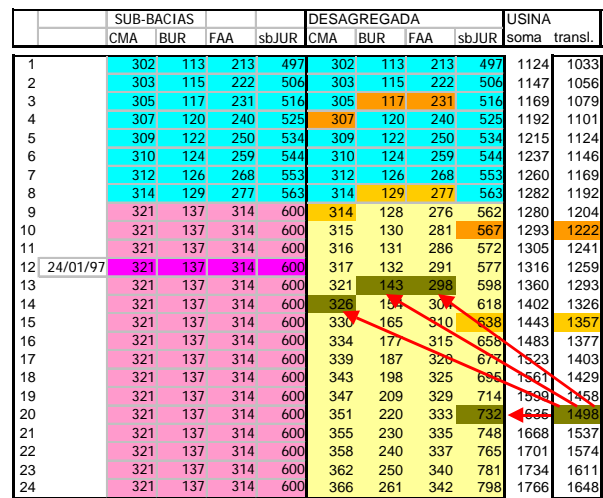 SUB-BACIAS DESAGREGADA USINA
CMA BUR FAA sbJUR CMA BUR FAA sbJUR soma transl.
1 302 113 213 497 302 113 213 497 1124 1033
2 303 115 222 506 303 115 222 506 1147 1056
3 305 117 231 516 305 117 231 516 1169 1079
4 307 120 240 525 307 120 240 525 1192 1101
5 309 122 250 534 309 122 250 534 1215 1124
6 310 124 259 544 310 124 259 544 1237 1146
7 312 126 268 553 312 126 268 553 1260 1169
8 314 129 277 563 314 129 277 563 1282 1192
9 321 137 314 600 314 128 276 562 1280 1204
10 321 137 314 600 315 130 281 567 1293 1222
11 321 137 314 600 316 131 286 572 1305 1241
12 24/01/97 321 137 314 600 317 132 291 577 1316 1259
13 321 137 314 600 321 143 298 598 1360 1293
14 321 137 314 600 326 154 618 1402 1326
15 321 137 314 600 330 165 310 638 1443 1357
16 321 137 314 600 334 177 315 658 1483 1377
17 321 137 314 600 339 187 320 677 1523 1403
18 321 137 314 600 343 198 325 695 1561 1429
19 321 137 314 600 347 209 329 714 1599 1458
20 321 137 314 600 351 220 333 732 1635 1498
21 321 137 314 600 355 230 335 748 1668 1537
22 321 137 314 600 358 240 337 765 1701 1574
23 321 137 314 600 362 250 340 781 1734 1611
24 321 137 314 600 366 261 342 798 1766 1648